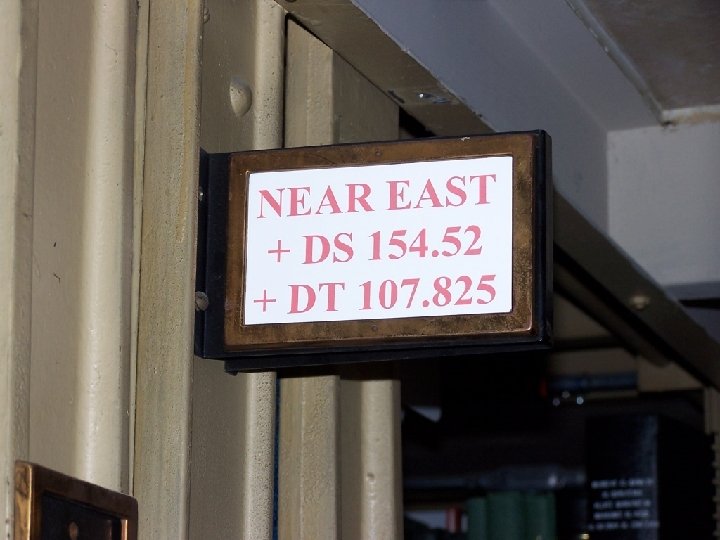 NEAR EAST
+ DS 154.52
+ DT 107.825